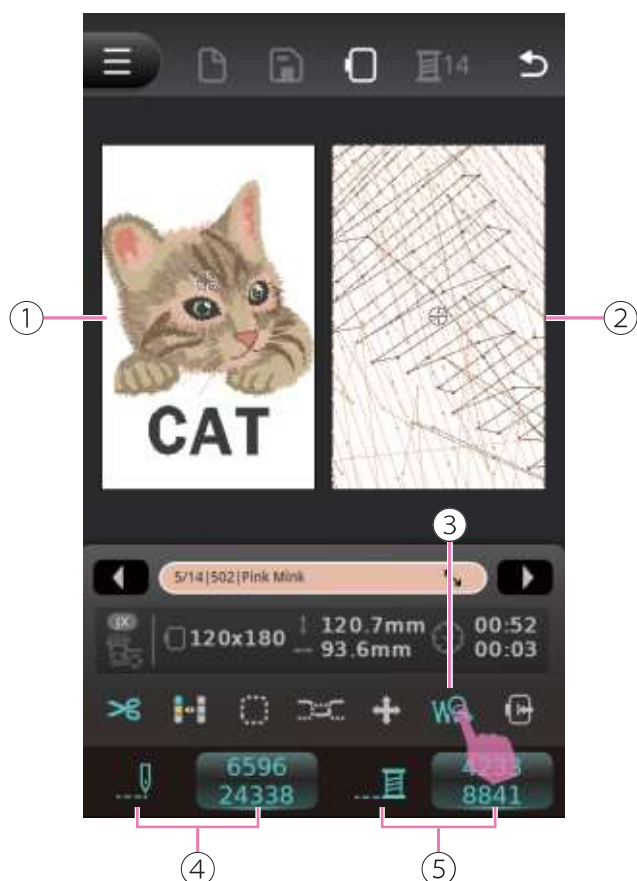 14
①
②
CAT
③
5/14|502|Pink Mink
JX
120x180
120.7mm
93.6mm
00:52
00:03
W
6596
24338
8841
④
⑤